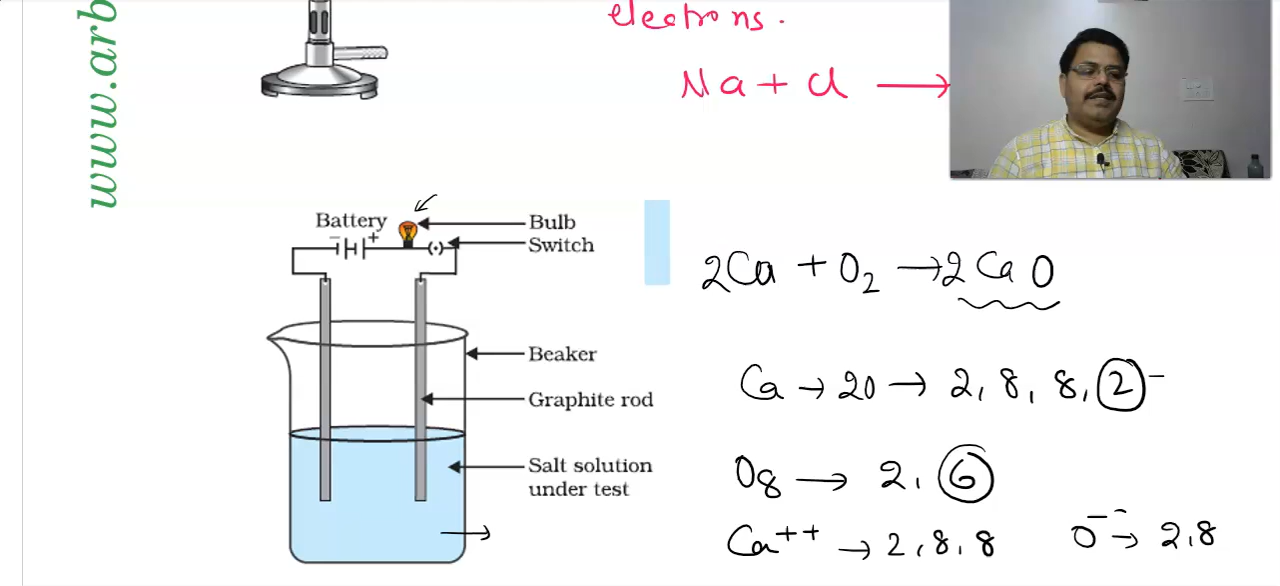 www.arb
electrons.
Na + Cl →
Battery
Bulb
− +
Switch
Beaker
Graphite rod
Salt solution
under test
2Ca + O₂ → 2CaO
Ca → 20 → 2, 8, 8, 2⁻
O₈ → 2, 6
Ca⁺⁺ → 2, 8, 8
O⁻⁻ → 2,8